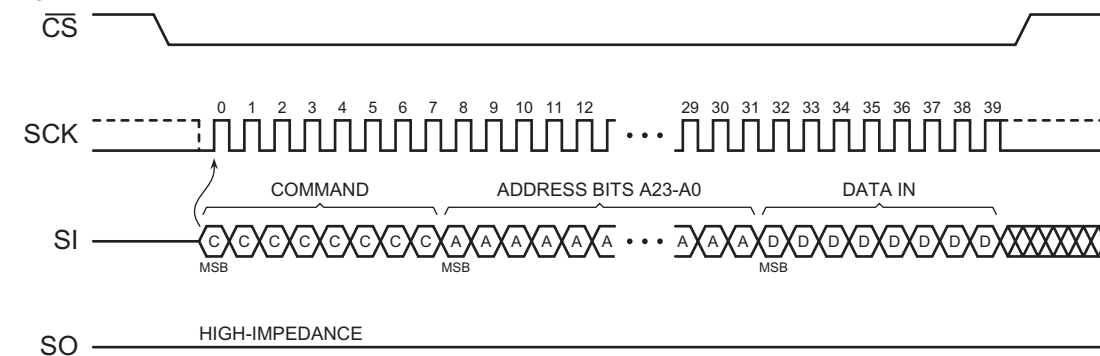 CS
0 1 2 3 4 5 6 7 8 9 10 11 12 29 30 31 32 33 34 35 36 37 38 39
SCK
COMMAND ADDRESS BITS A23-A0 DATA IN
SI C C C C C C C C A A A A A A A A A D D D D D D D D
MSB MSB MSB
HIGH-IMPEDANCE
SO